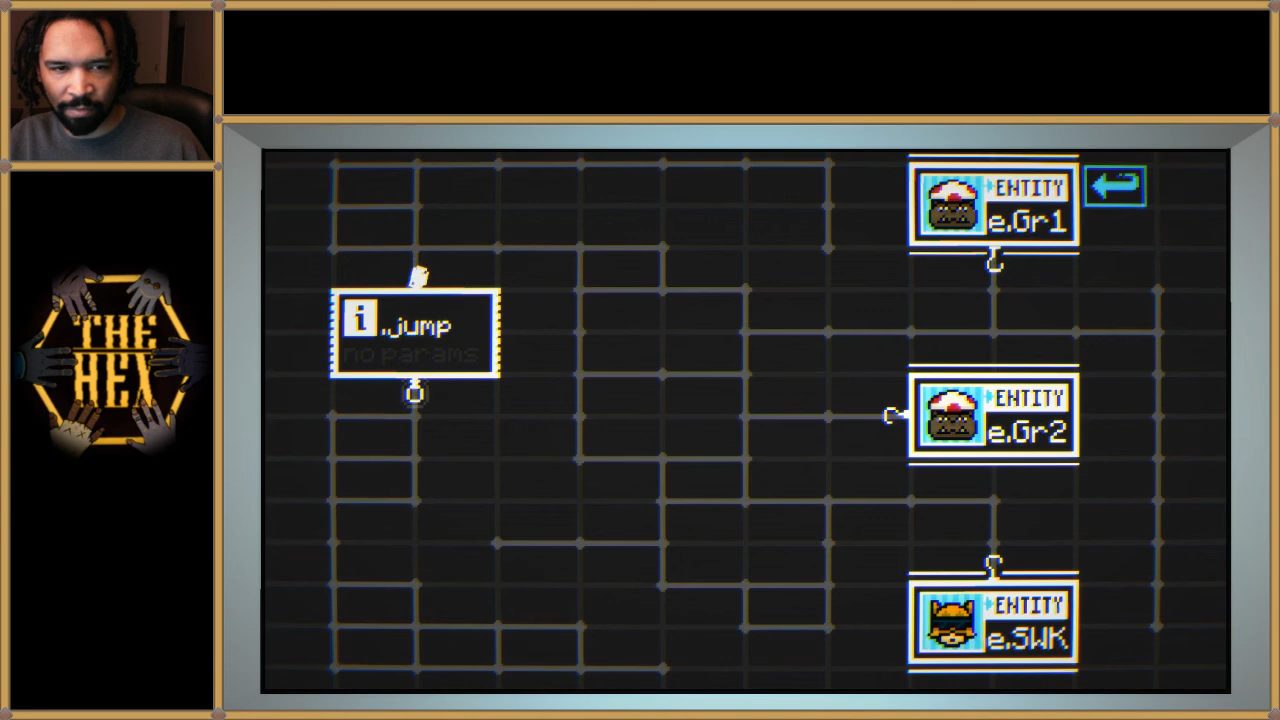 THE
HEX
ENTITY
e.Gr1
i ..jump
no params
ENTITY
e.Gr2
ENTITY
e.SWK